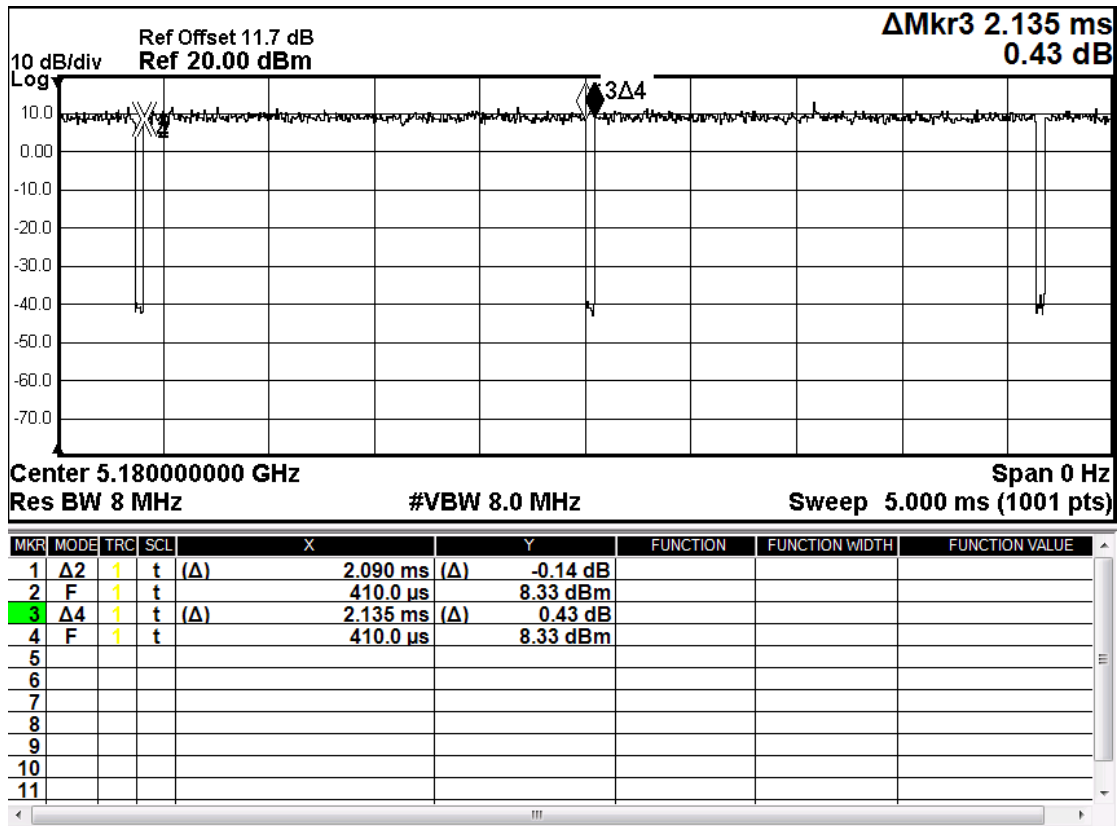 ΔMkr3 2.135 ms
0.43 dB
Ref Offset 11.7 dB
10 dB/div Ref 20.00 dBm
Log
3Δ4
10.0
0.00
-10.0
-20.0
-30.0
-40.0
-50.0
-60.0
-70.0
Center 5.180000000 GHz Span 0 Hz
Res BW 8 MHz #VBW 8.0 MHz Sweep 5.000 ms (1001 pts)
MKR MODE TRC SCL X Y FUNCTION FUNCTION WIDTH FUNCTION VALUE
1 Δ2 1 t (Δ) 2.090 ms (Δ) -0.14 dB
2 F 1 t 410.0 µs 8.33 dBm
3 Δ4 1 t (Δ) 2.135 ms (Δ) 0.43 dB
4 F 1 t 410.0 µs 8.33 dBm
5
6
7
8
9
10
11